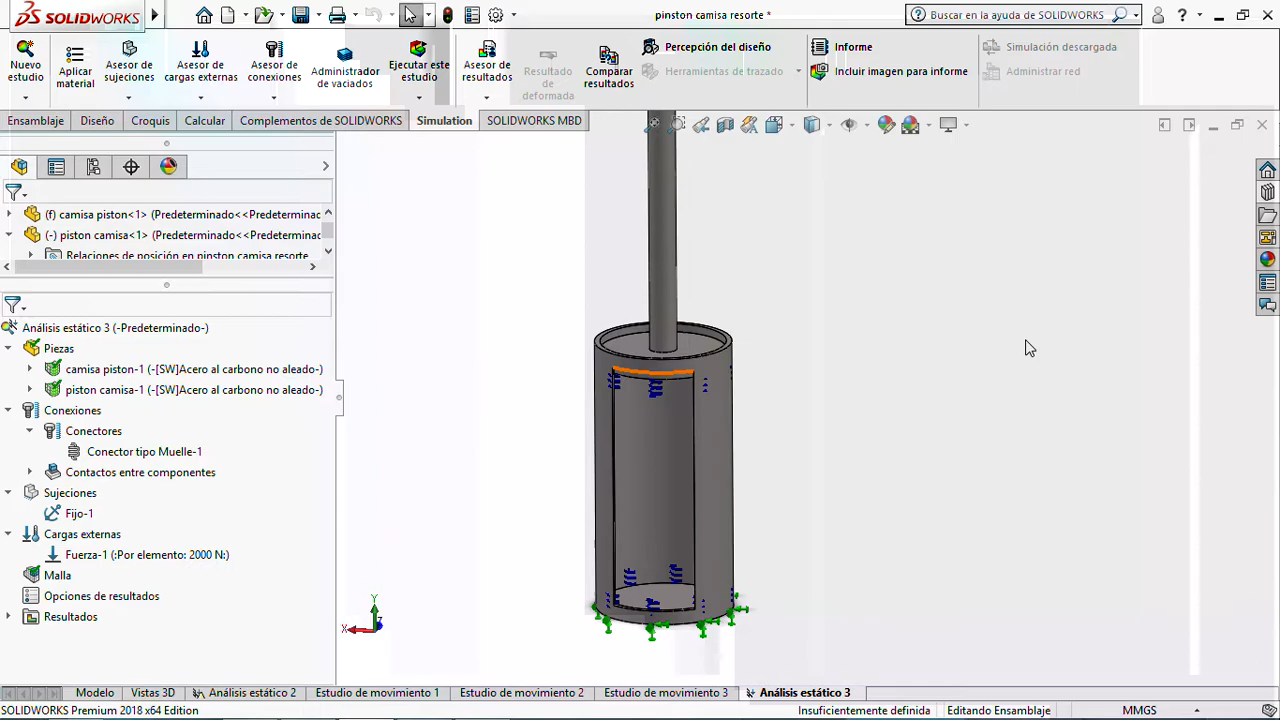 SOLIDWORKS
pinston camisa resorte *
Buscar en la ayuda de SOLIDWORKS
?
Nuevo estudio
Aplicar material
Asesor de sujeciones
Asesor de cargas externas
Asesor de conexiones
Administrador de vaciados
Ejecutar este estudio
Asesor de resultados
Resultado de deformada
Comparar resultados
Percepción del diseño
Herramientas de trazado
Informe
Incluir imagen para informe
Simulación descargada
Administrar red
Ensamblaje
Diseño
Croquis
Calcular
Complementos de SOLIDWORKS
Simulation
SOLIDWORKS MBD
(f) camisa piston<1> (Predeterminado<<Predeterminac
(-) piston camisa<1> (Predeterminado<<Predeterminac
Relaciones de posición en pinston camisa resorte
Análisis estático 3 (-Predeterminado-)
Piezas
camisa piston-1 (-[SW]Acero al carbono no aleado-)
piston camisa-1 (-[SW]Acero al carbono no aleado-)
Conexiones
Conectores
Conector tipo Muelle-1
Contactos entre componentes
Sujeciones
Fijo-1
Cargas externas
Fuerza-1 (:Por elemento: 2000 N:)
Malla
Opciones de resultados
Resultados
Y
X
Z
Modelo
Vistas 3D
Análisis estático 2
Estudio de movimiento 1
Estudio de movimiento 2
Estudio de movimiento 3
Análisis estático 3
SOLIDWORKS Premium 2018 x64 Edition
Insuficientemente definida
Editando Ensamblaje
MMGS